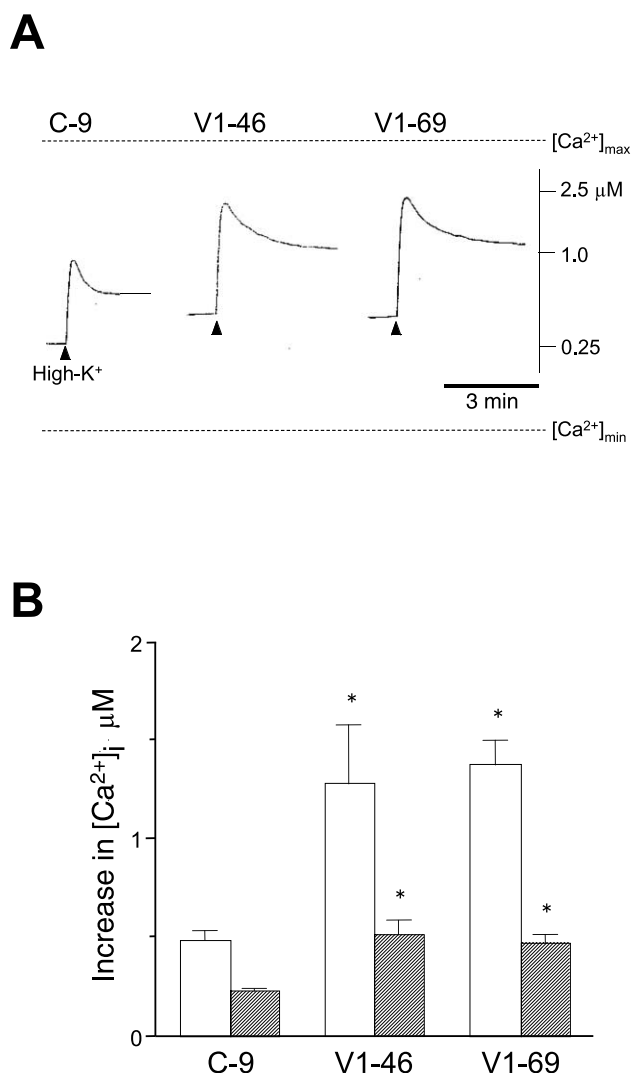 A
C-9 V1-46 V1-69
[Ca²⁺]max
2.5 μM
1.0
0.25
High-K⁺
3 min
[Ca²⁺]min
B
Increase in [Ca²⁺]i μM
2
1
0
* * * *
C-9 V1-46 V1-69